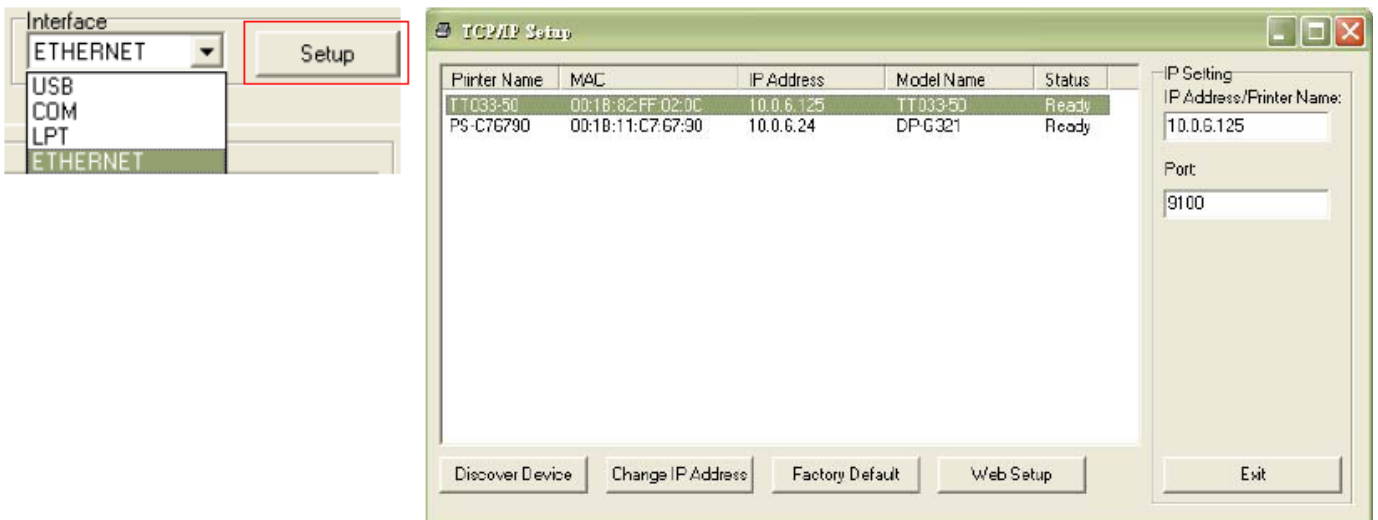 Interface
ETHERNET
Setup
USB
COM
LPT
ETHERNET
TCP/IP Setup
Printer Name MAC IP Address Model Name Status
TT033-50 00:1B:82:FF:02:0C 10.0.6.125 TT033-50 Ready
PS-C76790 00:1B:11:C7:67:90 10.0.6.24 DP-G321 Ready
IP Setting
IP Address/Printer Name:
10.0.6.125
Port
9100
Discover Device Change IP Address Factory Default Web Setup Exit